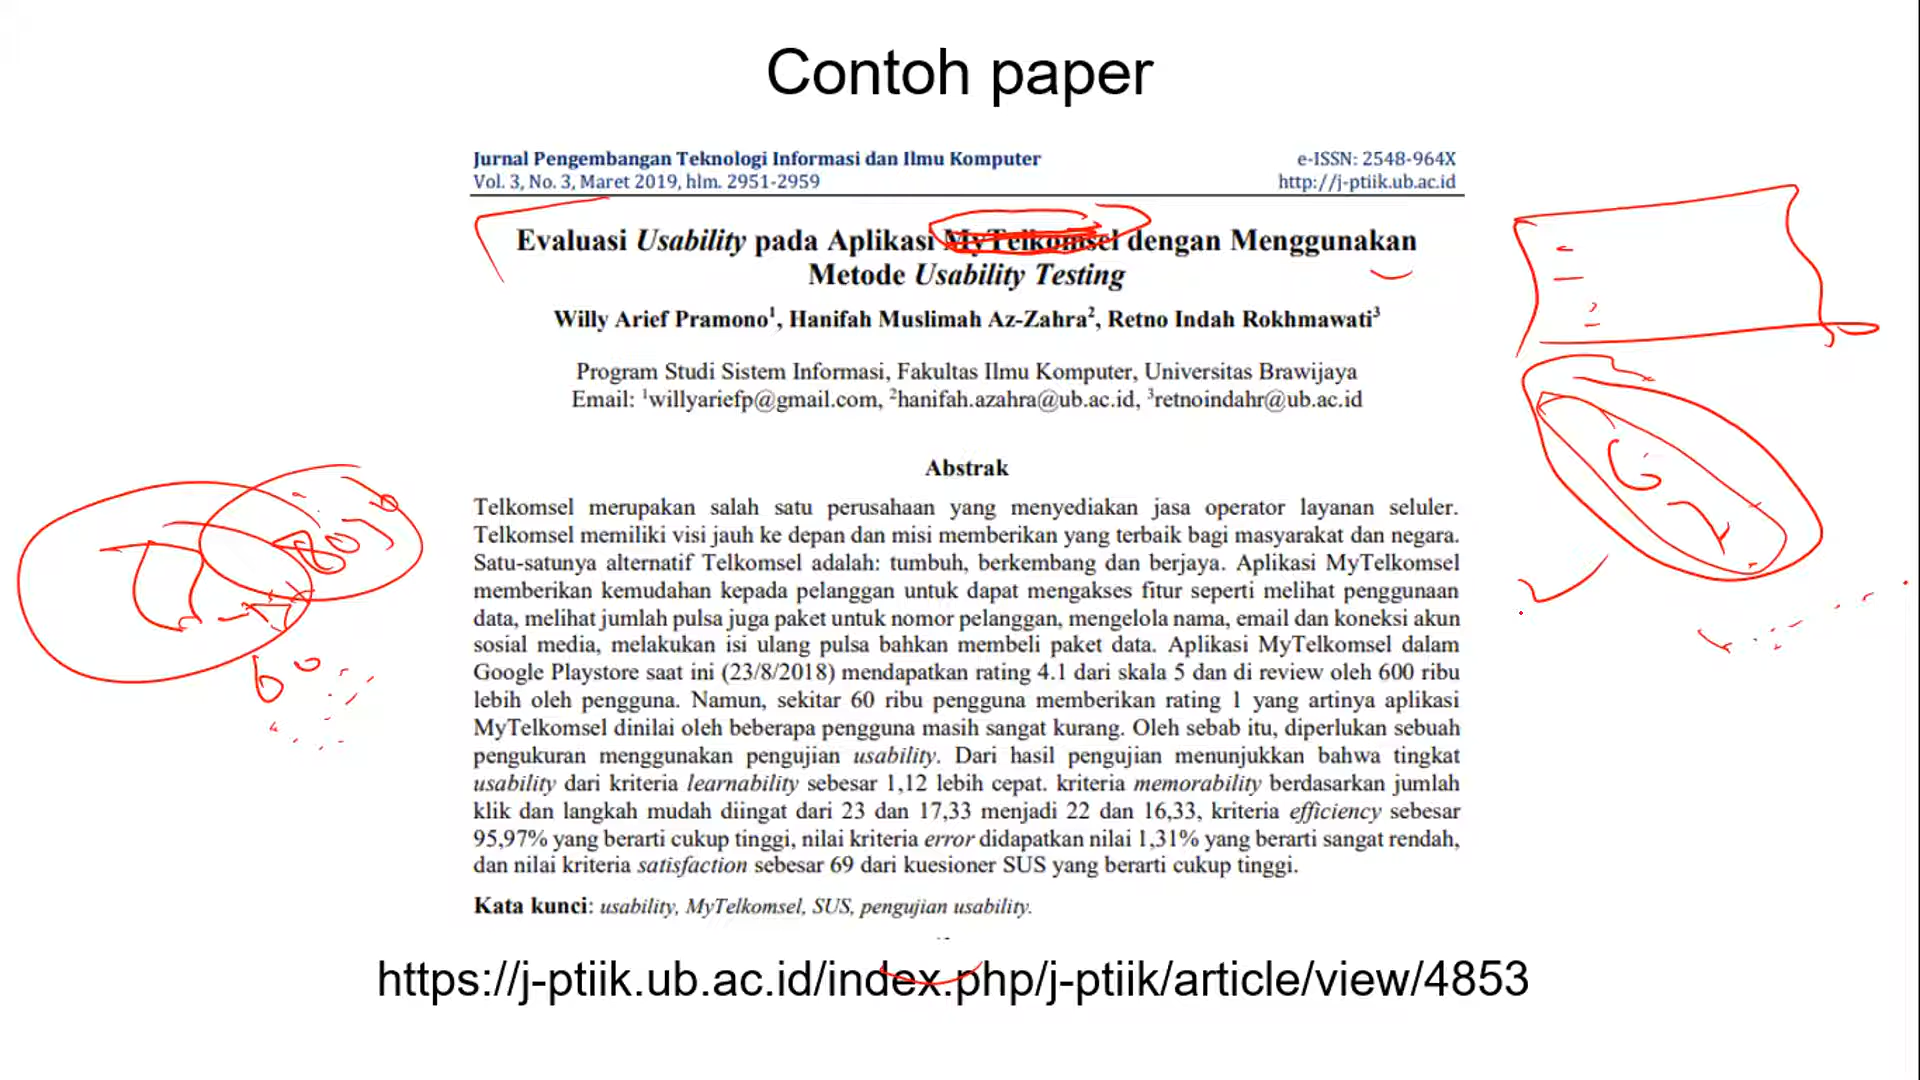 Contoh paper
Jurnal Pengembangan Teknologi Informasi dan Ilmu Komputer e-ISSN: 2548-964X
Vol. 3, No. 3, Maret 2019, hlm. 2951-2959 http://j-ptiik.ub.ac.id
Evaluasi Usability pada Aplikasi MyTelkomsel dengan Menggunakan
Metode Usability Testing
Willy Arief Pramono¹, Hanifah Muslimah Az-Zahra², Retno Indah Rokhmawati³
Program Studi Sistem Informasi, Fakultas Ilmu Komputer, Universitas Brawijaya
Email: ¹willyariefp@gmail.com, ²hanifah.azahra@ub.ac.id, ³retnoindahr@ub.ac.id
Abstrak
Telkomsel merupakan salah satu perusahaan yang menyediakan jasa operator layanan seluler.
Telkomsel memiliki visi jauh ke depan dan misi memberikan yang terbaik bagi masyarakat dan negara.
Satu-satunya alternatif Telkomsel adalah: tumbuh, berkembang dan berjaya. Aplikasi MyTelkomsel
memberikan kemudahan kepada pelanggan untuk dapat mengakses fitur seperti melihat penggunaan
data, melihat jumlah pulsa juga paket untuk nomor pelanggan, mengelola nama, email dan koneksi akun
sosial media, melakukan isi ulang pulsa bahkan membeli paket data. Aplikasi MyTelkomsel dalam
Google Playstore saat ini (23/8/2018) mendapatkan rating 4.1 dari skala 5 dan di review oleh 600 ribu
lebih oleh pengguna. Namun, sekitar 60 ribu pengguna memberikan rating 1 yang artinya aplikasi
MyTelkomsel dinilai oleh beberapa pengguna masih sangat kurang. Oleh sebab itu, diperlukan sebuah
pengukuran menggunakan pengujian usability. Dari hasil pengujian menunjukkan bahwa tingkat
usability dari kriteria learnability sebesar 1,12 lebih cepat. kriteria memorability berdasarkan jumlah
klik dan langkah mudah diingat dari 23 dan 17,33 menjadi 22 dan 16,33, kriteria efficiency sebesar
95,97% yang berarti cukup tinggi, nilai kriteria error didapatkan nilai 1,31% yang berarti sangat rendah,
dan nilai kriteria satisfaction sebesar 69 dari kuesioner SUS yang berarti cukup tinggi.
Kata kunci: usability, MyTelkomsel, SUS, pengujian usability.
https://j-ptiik.ub.ac.id/index.php/j-ptiik/article/view/4853